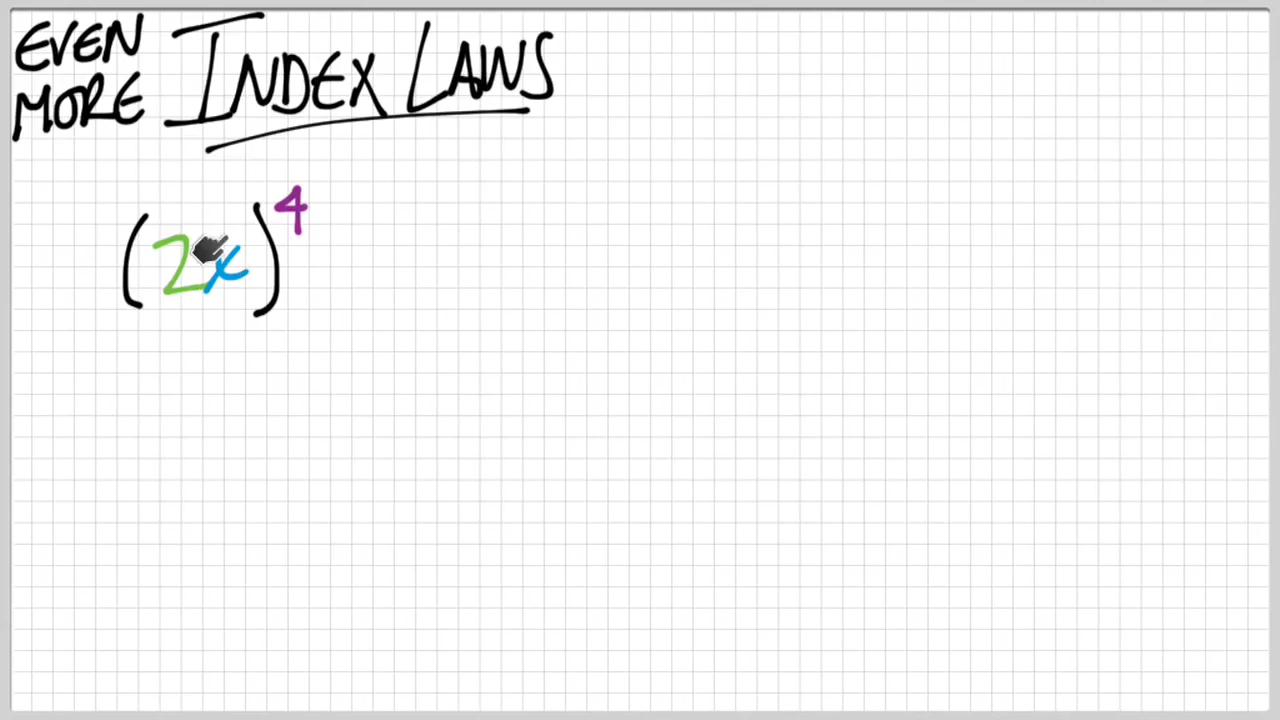 EVEN
MORE INDEX LAWS
(2x)⁴